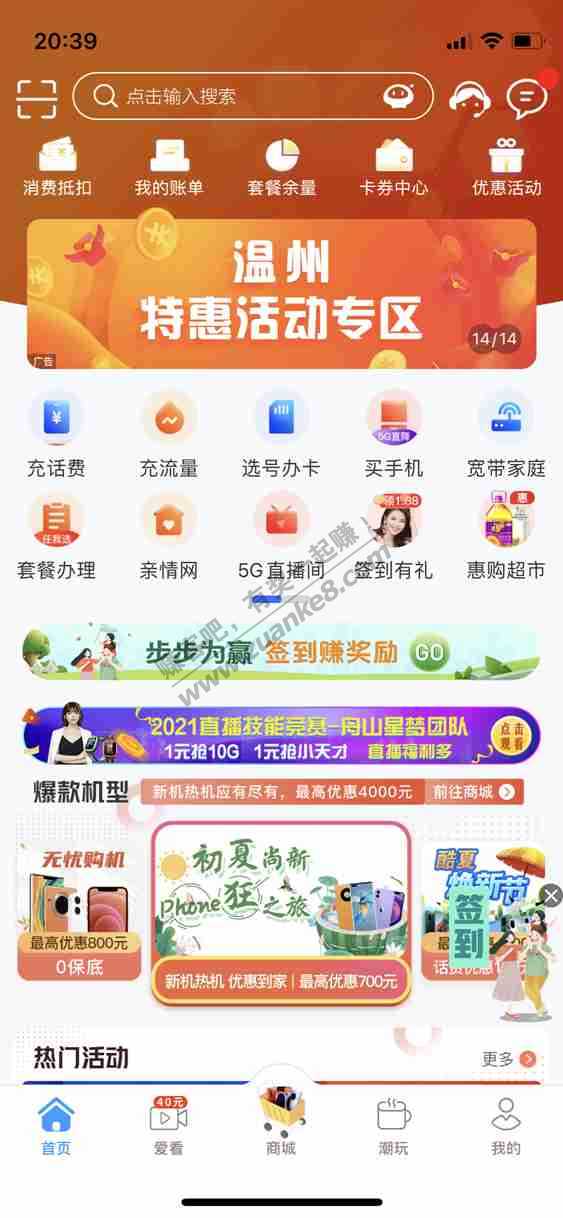 20:39
点击输入搜索
消费抵扣
我的账单
套餐余量
卡券中心
优惠活动
温州
特惠活动专区
14/14
广告
充话费
充流量
选号办卡
5G直降
买手机
宽带家庭
任我选
套餐办理
亲情网
5G直播间
领1.88
签到有礼
惠
惠购超市
赚客吧,有奖一起赚!
www.zuanke8.com
步步为赢 签到赚奖励 GO
2021直播技能竞赛-舟山星梦团队
1元抢10G 1元抢小天才 直播福利多
点击
观看
爆款机型
新机热机应有尽有,最高优惠4000元
前往商城
无忧购机
最高优惠800元
0保底
初夏尚新
Phone狂之旅
新机热机 优惠到家 | 最高优惠700元
酷夏
焕新节
签到
热门活动
更多
首页
40元
爱看
商城
潮玩
我的